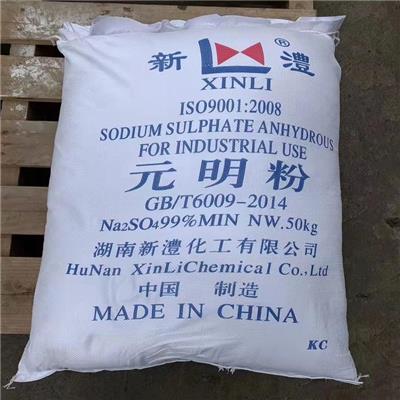 新 ® 澧
XINLI
ISO9001:2008
SODIUM SULPHATE ANHYDROUS
FOR INDUSTRIAL USE
元明粉
GB/T6009-2014
Na₂SO₄99%MIN NW.50kg
湖南新澧化工有限公司
HuNan XinLiChemical Co.,Ltd
中国 制造
MADE IN CHINA
KC